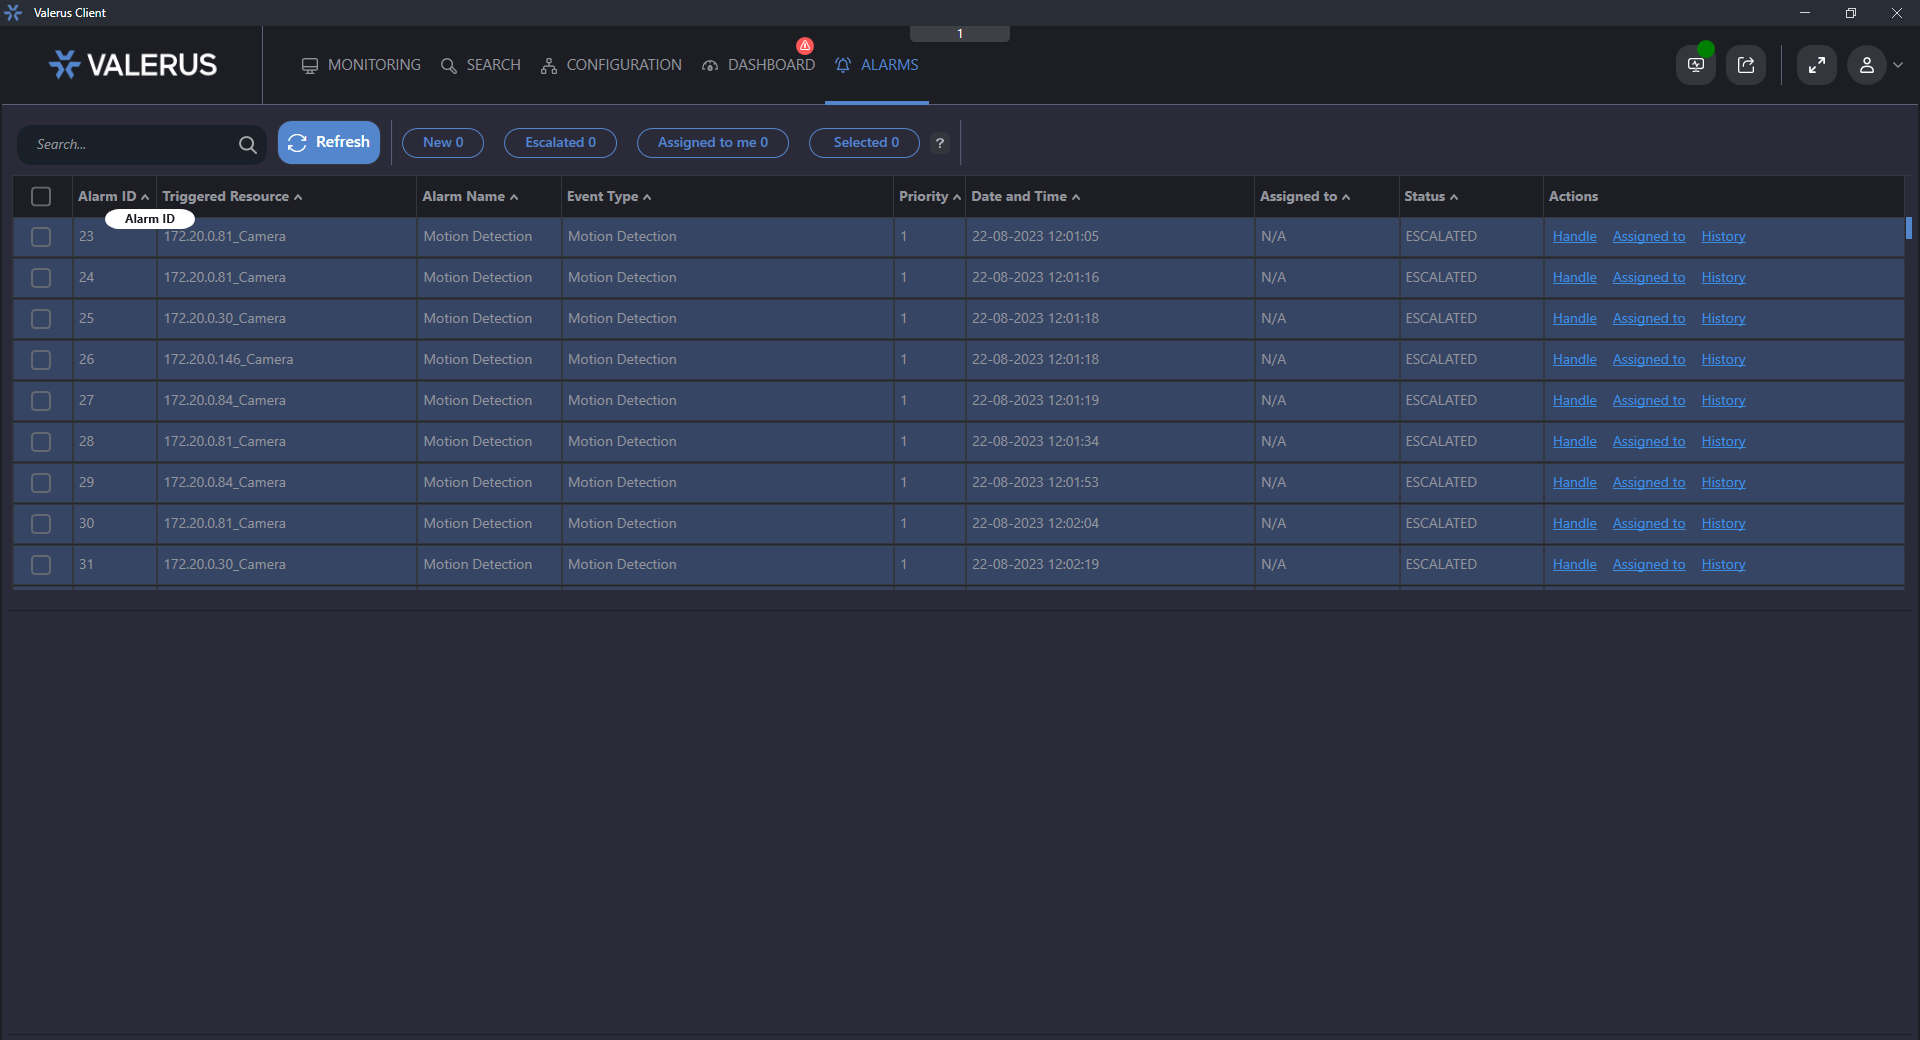 Valerus Client
1
VALERUS
MONITORING SEARCH CONFIGURATION DASHBOARD ALARMS
Search... Refresh New 0 Escalated 0 Assigned to me 0 Selected 0 ?
Alarm ID Triggered Resource Alarm Name Event Type Priority Date and Time Assigned to Status Actions
Alarm ID
23 172.20.0.81_Camera Motion Detection Motion Detection 1 22-08-2023 12:01:05 N/A ESCALATED Handle Assigned to History
24 172.20.0.81_Camera Motion Detection Motion Detection 1 22-08-2023 12:01:16 N/A ESCALATED Handle Assigned to History
25 172.20.0.30_Camera Motion Detection Motion Detection 1 22-08-2023 12:01:18 N/A ESCALATED Handle Assigned to History
26 172.20.0.146_Camera Motion Detection Motion Detection 1 22-08-2023 12:01:18 N/A ESCALATED Handle Assigned to History
27 172.20.0.84_Camera Motion Detection Motion Detection 1 22-08-2023 12:01:19 N/A ESCALATED Handle Assigned to History
28 172.20.0.81_Camera Motion Detection Motion Detection 1 22-08-2023 12:01:34 N/A ESCALATED Handle Assigned to History
29 172.20.0.84_Camera Motion Detection Motion Detection 1 22-08-2023 12:01:53 N/A ESCALATED Handle Assigned to History
30 172.20.0.81_Camera Motion Detection Motion Detection 1 22-08-2023 12:02:04 N/A ESCALATED Handle Assigned to History
31 172.20.0.30_Camera Motion Detection Motion Detection 1 22-08-2023 12:02:19 N/A ESCALATED Handle Assigned to History